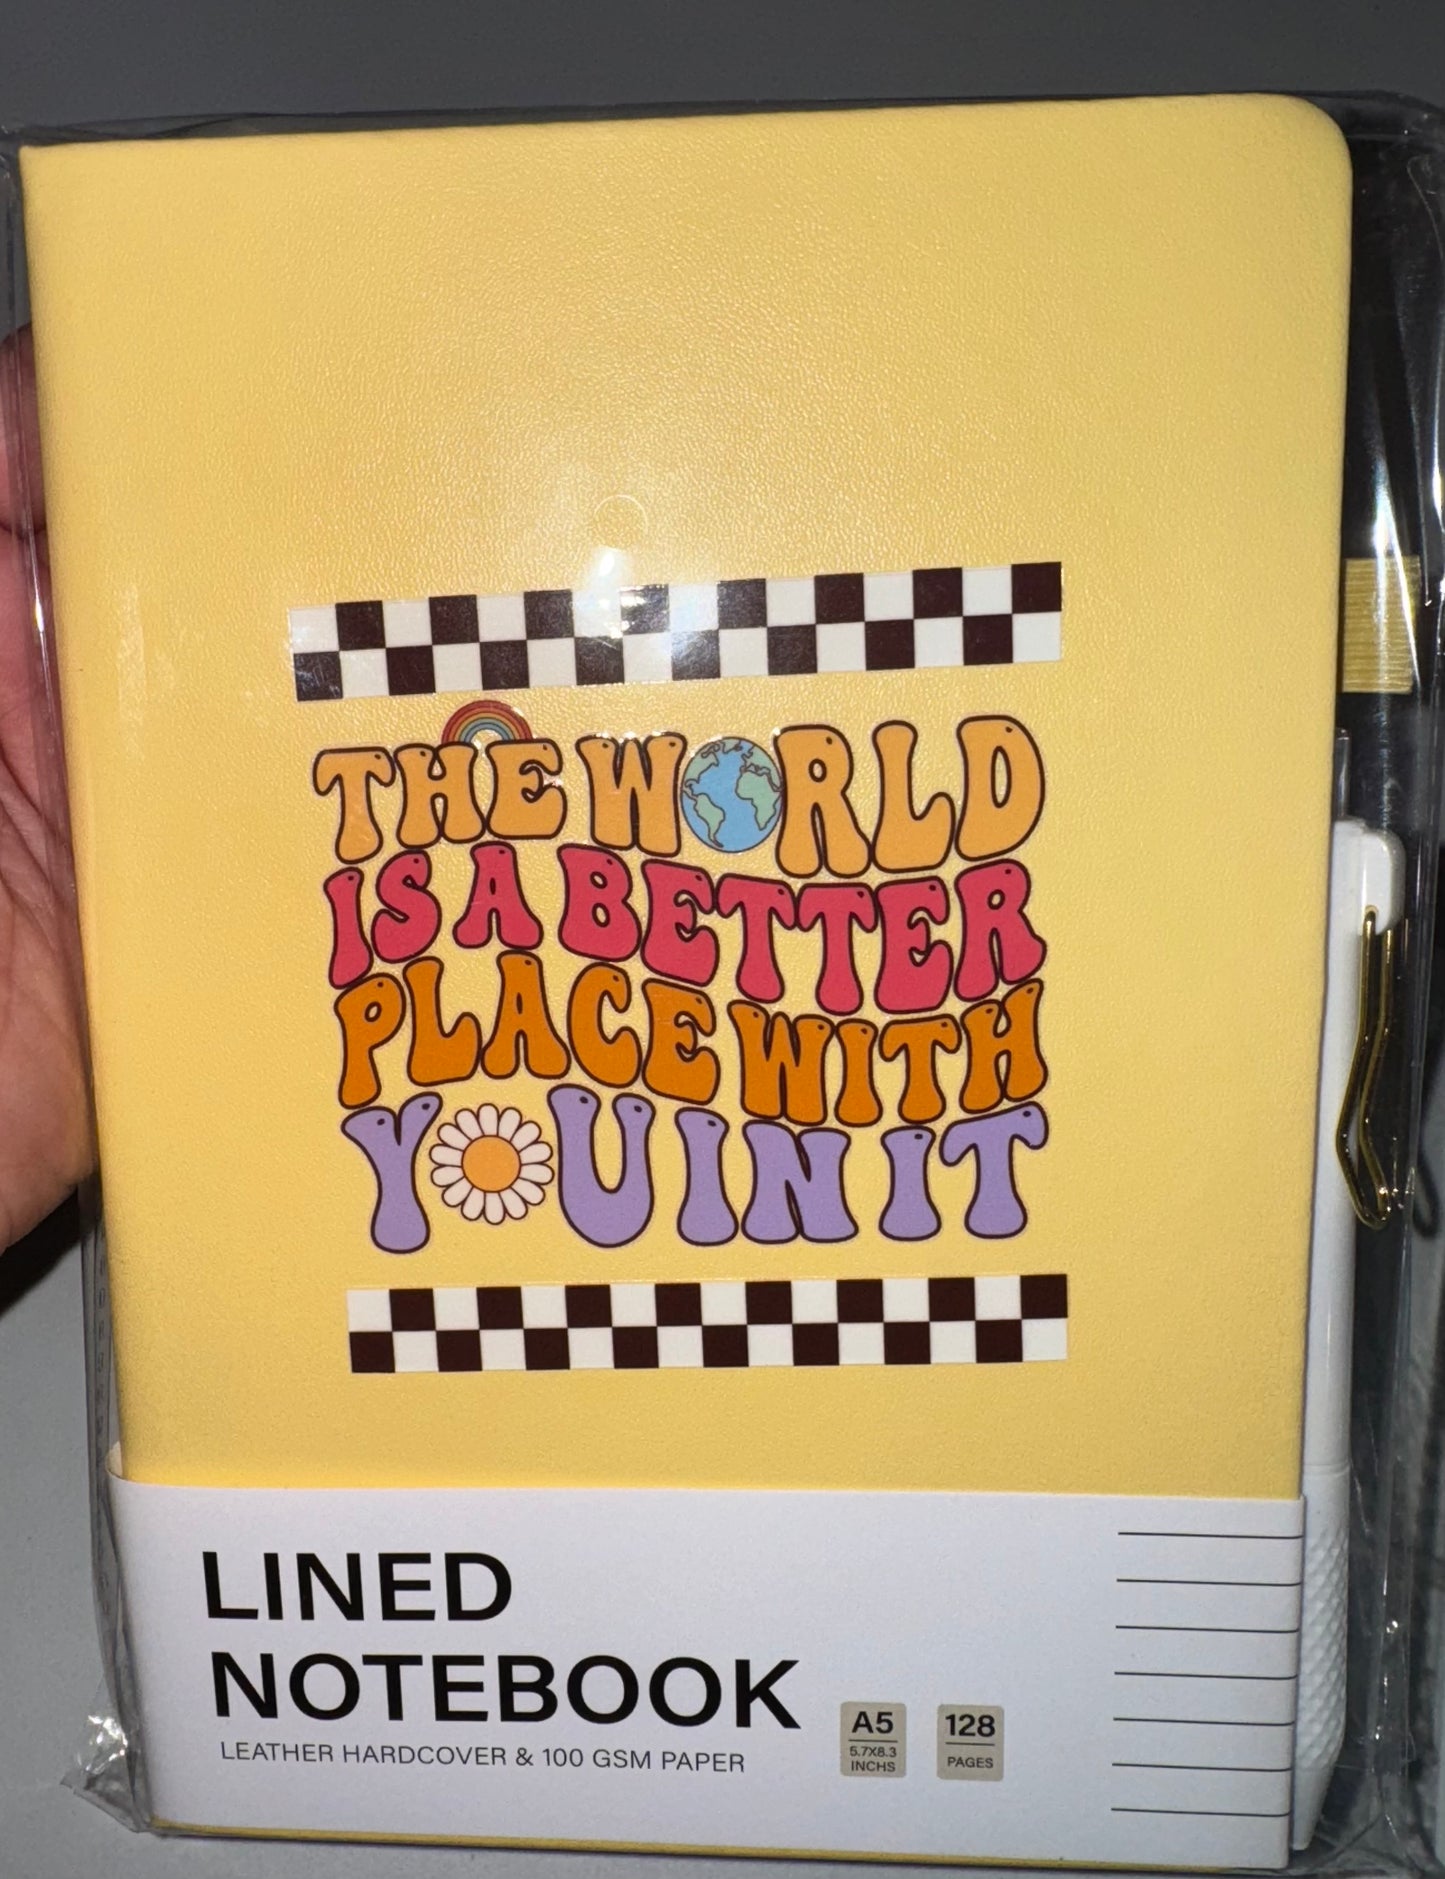 THE WORLD
IS A BETTER
PLACE WITH
YOU IN IT
LINED
NOTEBOOK
LEATHER HARDCOVER & 100 GSM PAPER
A5
5.7X8.3
INCHS
128
PAGES